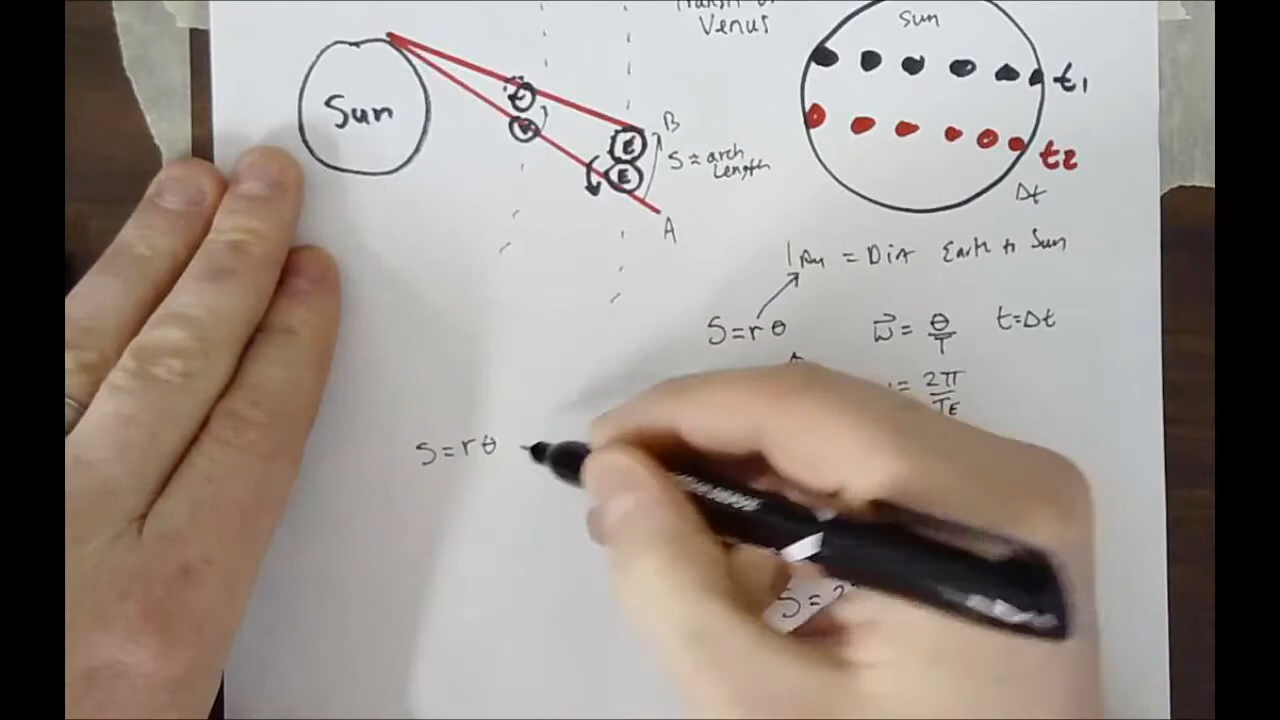 Venus
Sun
Sun
t1
t2
Δt
B
E
E
V
S = arch
Length
A
1 Au = Dist Earth to Sun
S=rθ
w = θ/T
t=Δt
= 2π/TE
S=rθ
S=